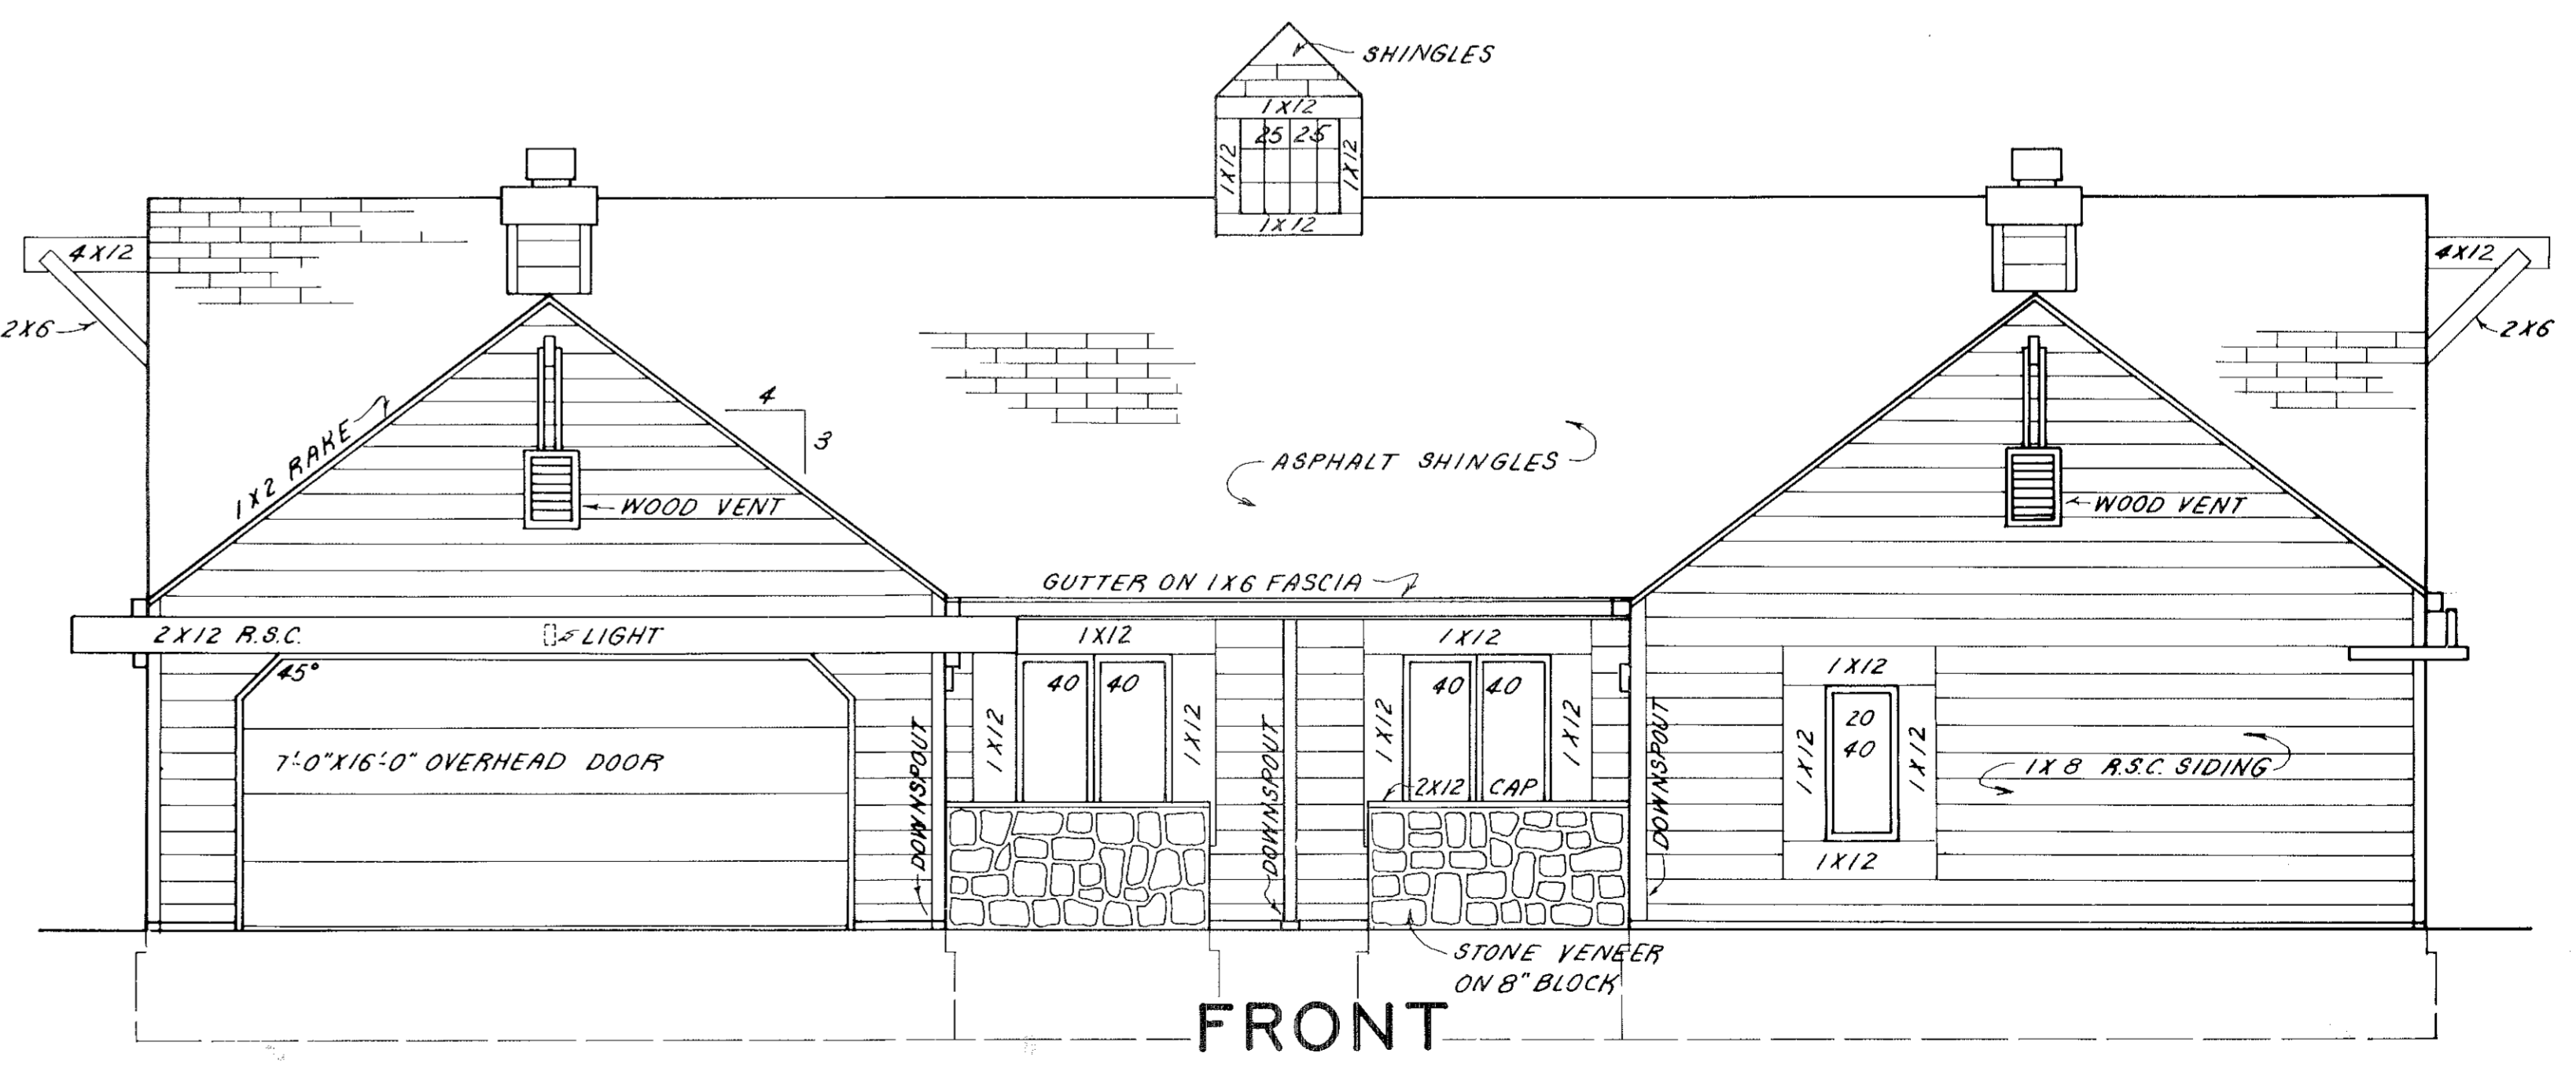 SHINGLES
1X12
25 25
1X12
1X12
1X12
4X12
4X12
2X6
2X6
4
3
1X2 RAKE
ASPHALT SHINGLES
WOOD VENT
WOOD VENT
GUTTER ON 1X6 FASCIA
2X12 R.S.C.
LIGHT
1X12
1X12
45°
40 40
40 40
1X12
1X12
1X12
1X12
1X12
20
40
1X12
1X12
1X12
7'-0"X16'-0" OVERHEAD DOOR
DOWNSPOUT
DOWNSPOUT
DOWNSPOUT
2X12 CAP
1X8 R.S.C. SIDING
STONE VENEER
ON 8" BLOCK
FRONT